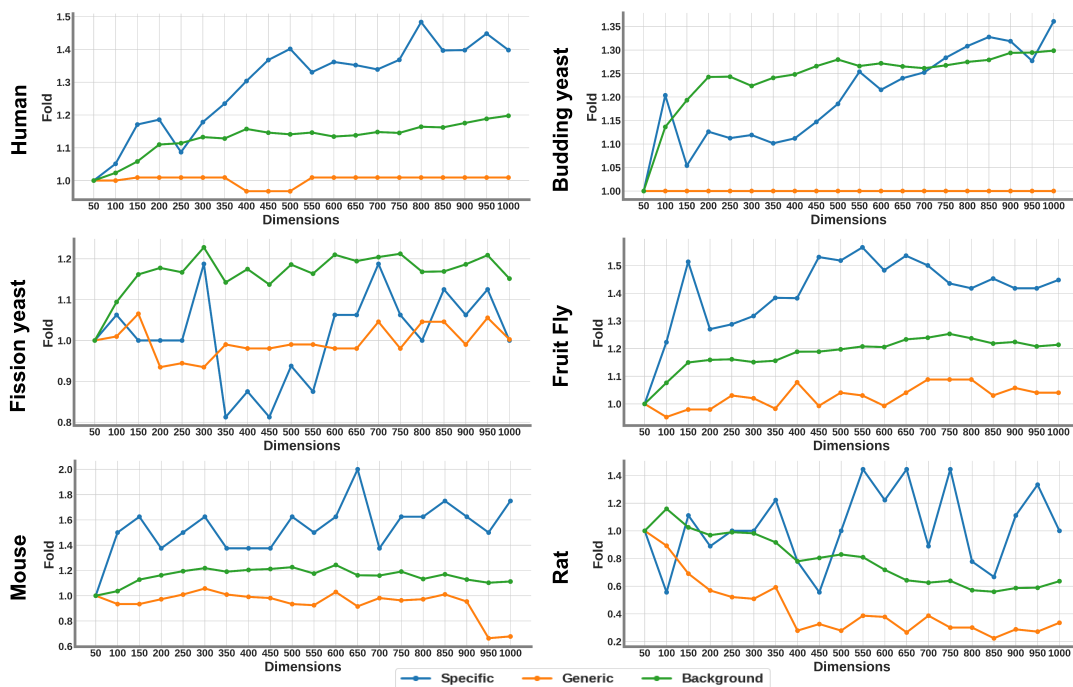 Human
Fold
1.5
1.4
1.3
1.2
1.1
1.0
50 100 150 200 250 300 350 400 450 500 550 600 650 700 750 800 850 900 950 1000
Dimensions
Budding yeast
Fold
1.35
1.30
1.25
1.20
1.15
1.10
1.05
1.00
50 100 150 200 250 300 350 400 450 500 550 600 650 700 750 800 850 900 950 1000
Dimensions
Fission yeast
Fold
1.2
1.1
1.0
0.9
0.8
50 100 150 200 250 300 350 400 450 500 550 600 650 700 750 800 850 900 950 1000
Dimensions
Fruit Fly
Fold
1.5
1.4
1.3
1.2
1.1
1.0
50 100 150 200 250 300 350 400 450 500 550 600 650 700 750 800 850 900 950 1000
Dimensions
Mouse
Fold
2.0
1.8
1.6
1.4
1.2
1.0
0.8
0.6
50 100 150 200 250 300 350 400 450 500 550 600 650 700 750 800 850 900 950 1000
Dimensions
Rat
Fold
1.4
1.2
1.0
0.8
0.6
0.4
0.2
50 100 150 200 250 300 350 400 450 500 550 600 650 700 750 800 850 900 950 1000
Dimensions
Specific Generic Background